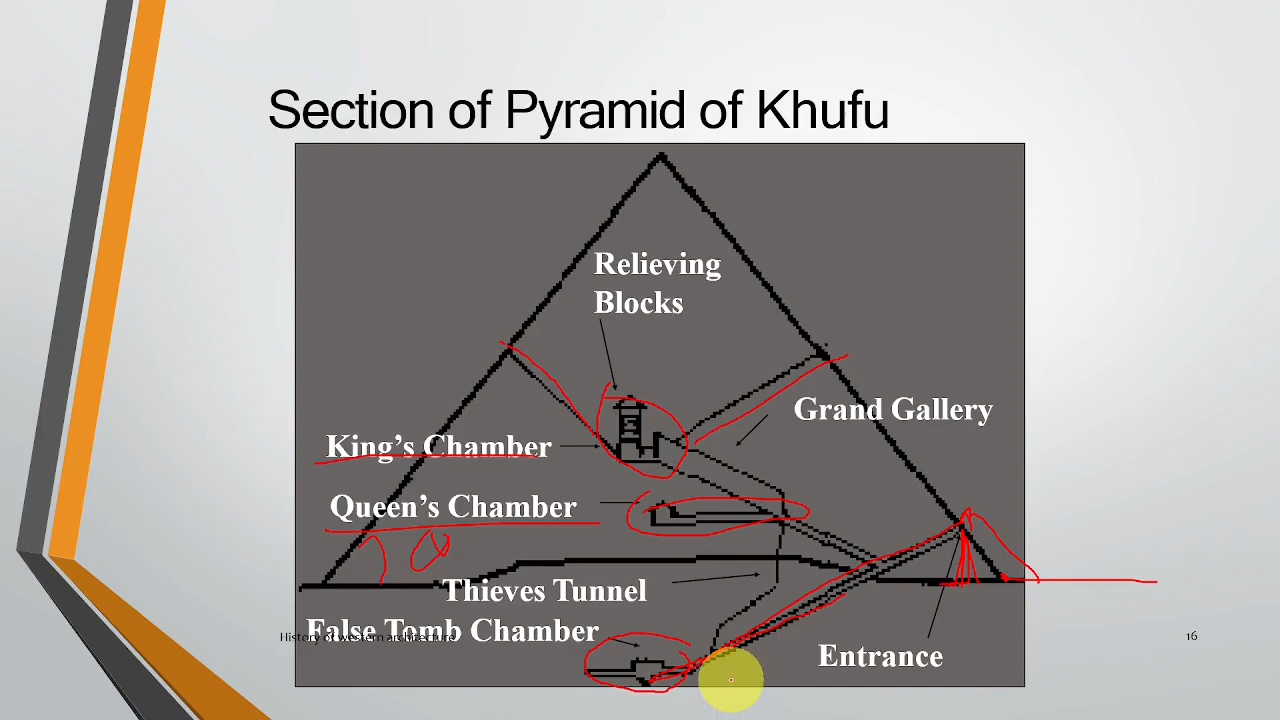 Section of Pyramid of Khufu
Relieving
Blocks
Grand Gallery
King's Chamber
Queen's Chamber
Thieves Tunnel
False Tomb Chamber
History of western architecture
16
Entrance